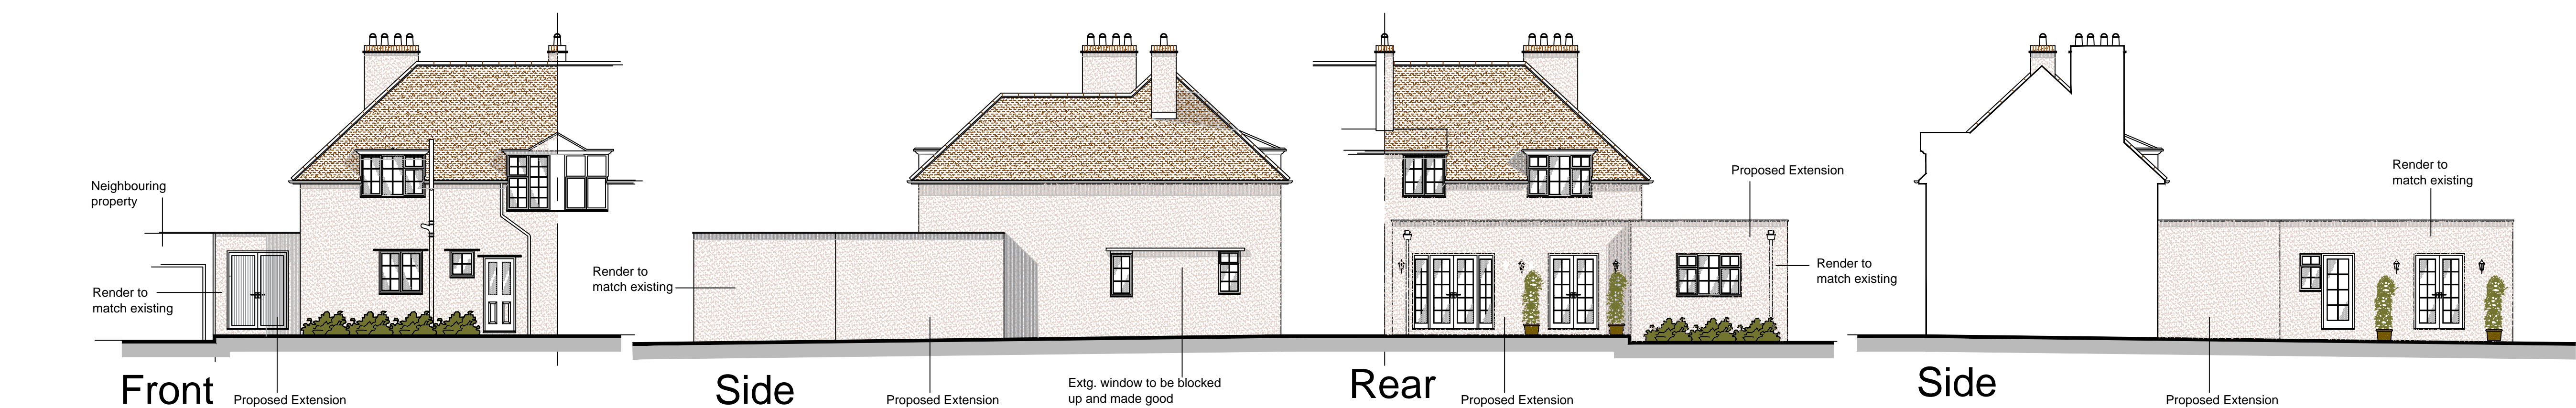 Neighbouring
property
Render to
match existing
Front
Proposed Extension
Render to
match existing
Side
Proposed Extension
Extg. window to be blocked
up and made good
Proposed Extension
Render to
match existing
Rear
Proposed Extension
Render to
match existing
Side
Proposed Extension